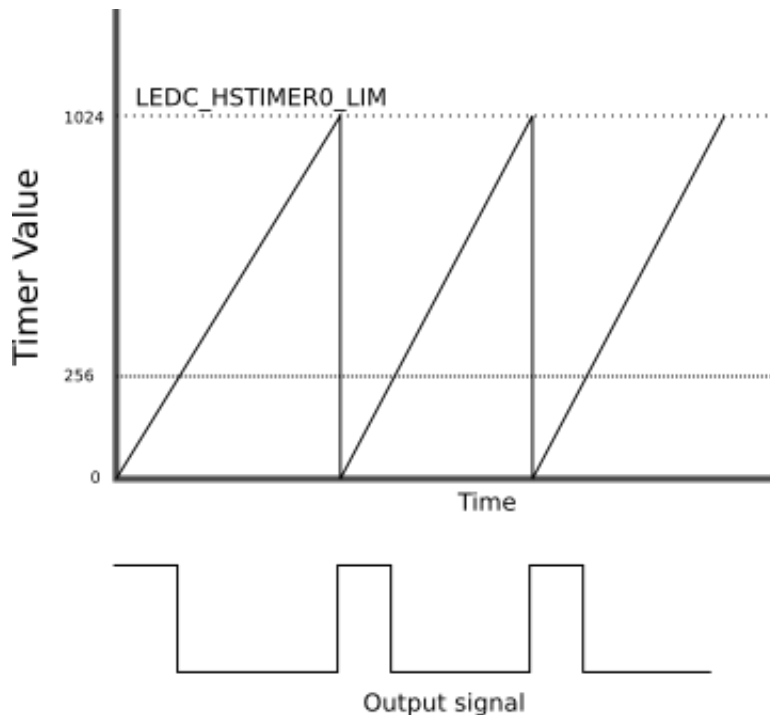 LEDC_HSTIMER0_LIM
1024
Timer Value
256
0
Time
Output signal